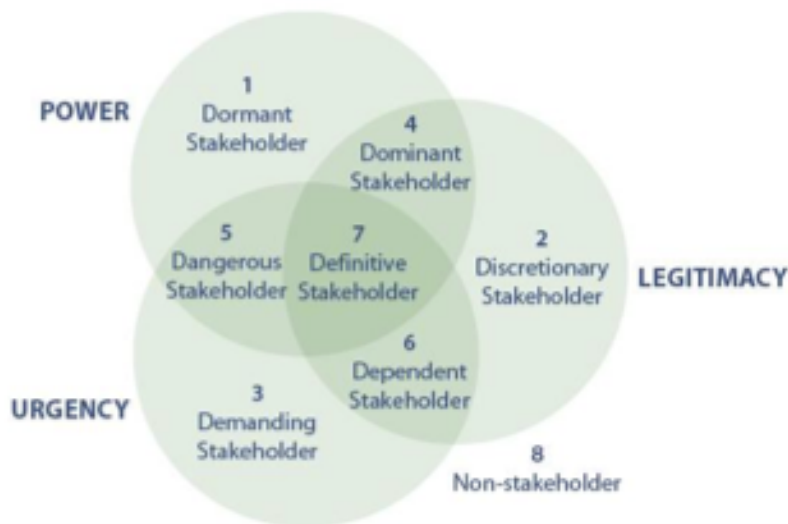 POWER
1
Dormant
Stakeholder
4
Dominant
Stakeholder
5
Dangerous
Stakeholder
7
Definitive
Stakeholder
2
Discretionary
Stakeholder
LEGITIMACY
6
Dependent
Stakeholder
URGENCY
3
Demanding
Stakeholder
8
Non-stakeholder